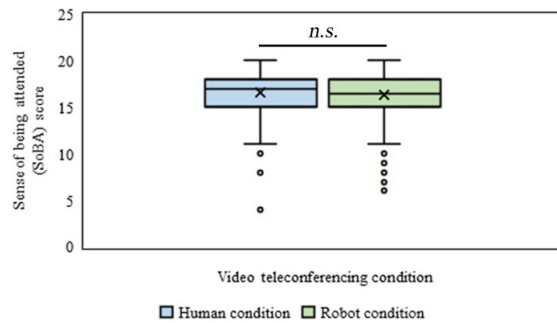 25
n.s.
20
15
10
5
0
Sense of being attended
(SoBA) score
Video teleconferencing condition
Human condition Robot condition